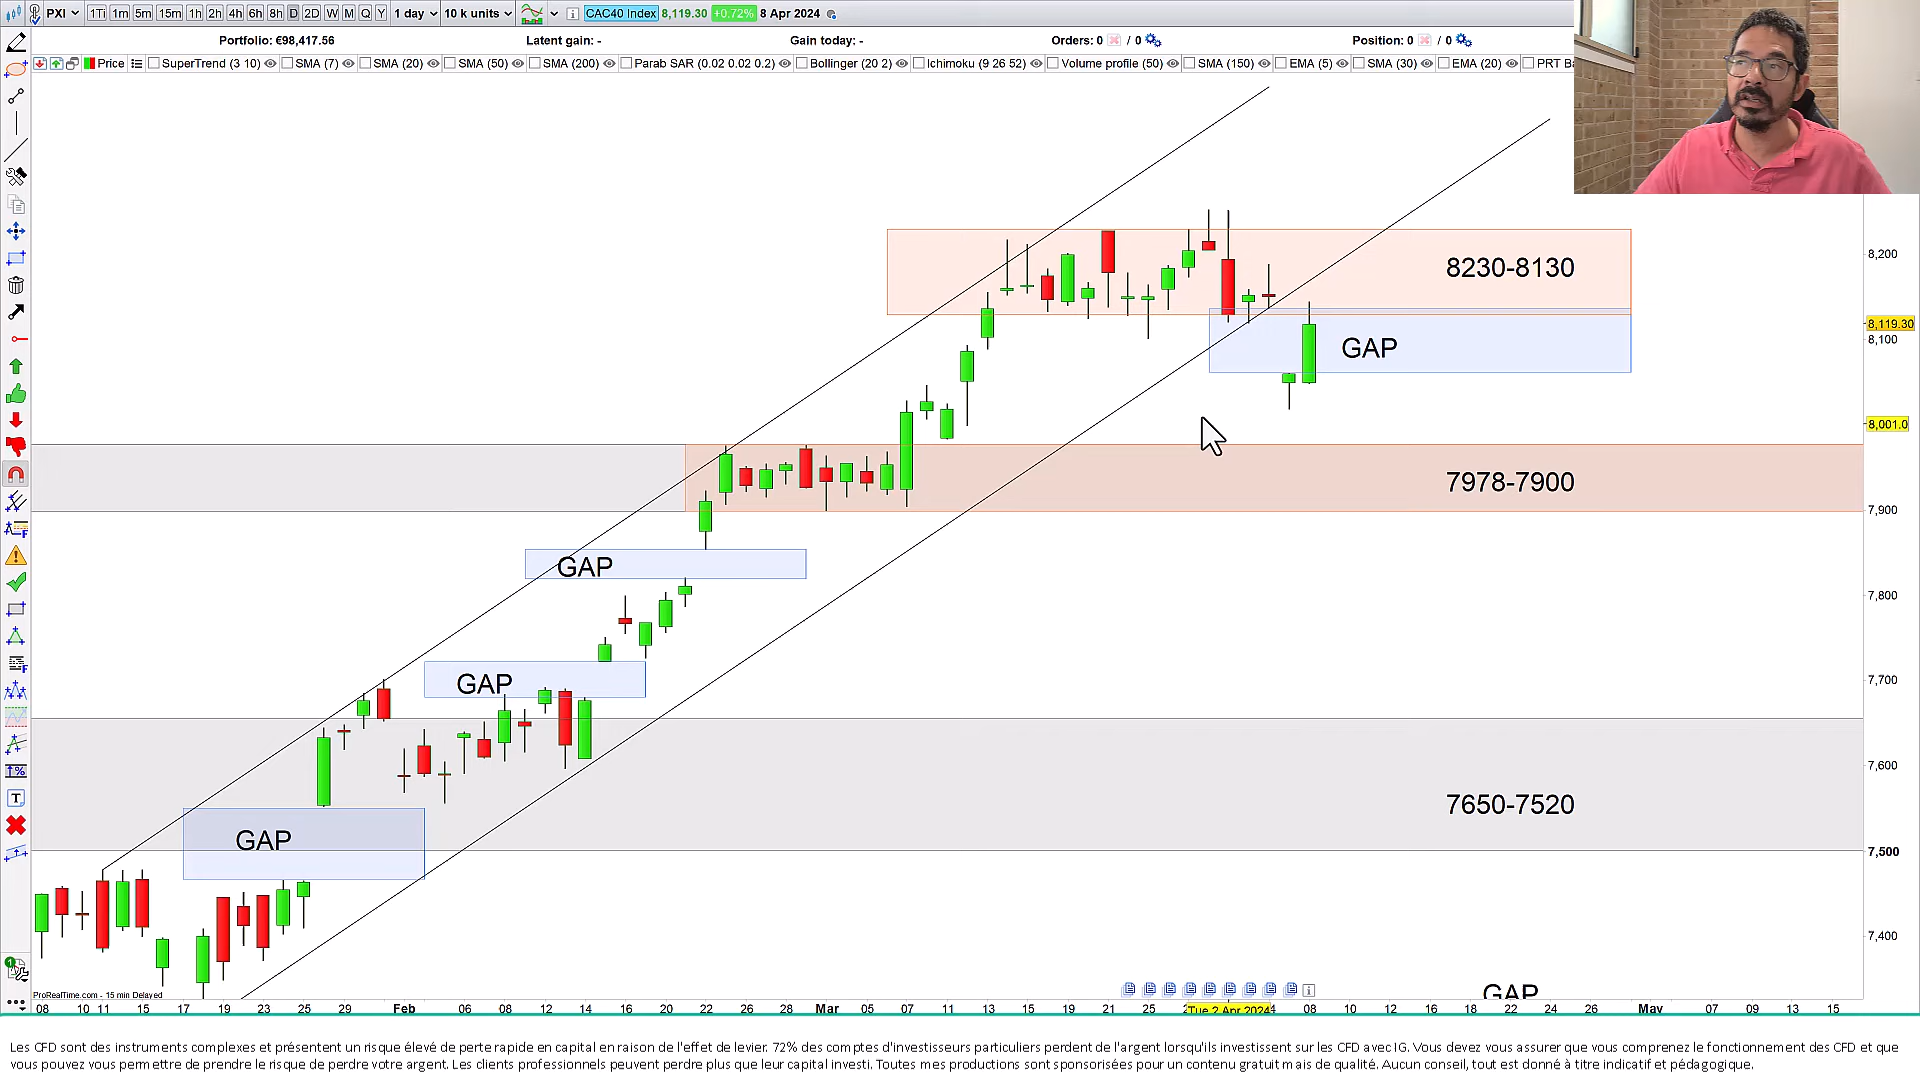 PXI 1Ti 1m 5m 15m 1h 2h 4h 6h 8h D 2D W M Q Y 1 day 10 k units CAC40 Index 8,119.30 +0.72% 8 Apr 2024
Portfolio: €98,417.56 Latent gain: - Gain today: - Orders: 0 / 0 Position: 0 / 0
Price SuperTrend (3 10) SMA (7) SMA (20) SMA (50) SMA (200) Parab SAR (0.02 0.02 0.2) Bollinger (20 2) Ichimoku (9 26 52) Volume profile (50) SMA (150) EMA (5) SMA (30) EMA (20) PRT
8,200
8230-8130
8,119.30
8,100
GAP
8,001.0
7978-7900
7,900
GAP
7,800
GAP
7,700
7,600
7650-7520
GAP
7,500
7,400
GAP
ProRealTime.com - 15 min Delayed
08 10 11 15 17 19 23 25 29 Feb 06 08 12 14 16 20 22 26 28 Mar 05 07 11 13 15 19 21 25 Tue 2 Apr 2024 08 10 12 16 18 22 24 26 May 07 09 13 15
Les CFD sont des instruments complexes et présentent un risque élevé de perte rapide en capital en raison de l'effet de levier. 72% des comptes d'investisseurs particuliers perdent de l'argent lorsqu'ils investissent sur les CFD avec IG. Vous devez vous assurer que vous comprenez le fonctionnement des CFD et que
vous pouvez vous permettre de prendre le risque de perdre votre argent. Les clients professionnels peuvent perdre plus que leur capital investi. Toutes mes productions sont sponsorisées pour un contenu gratuit mais de qualité. Aucun conseil, tout est donné à titre indicatif et pédagogique.